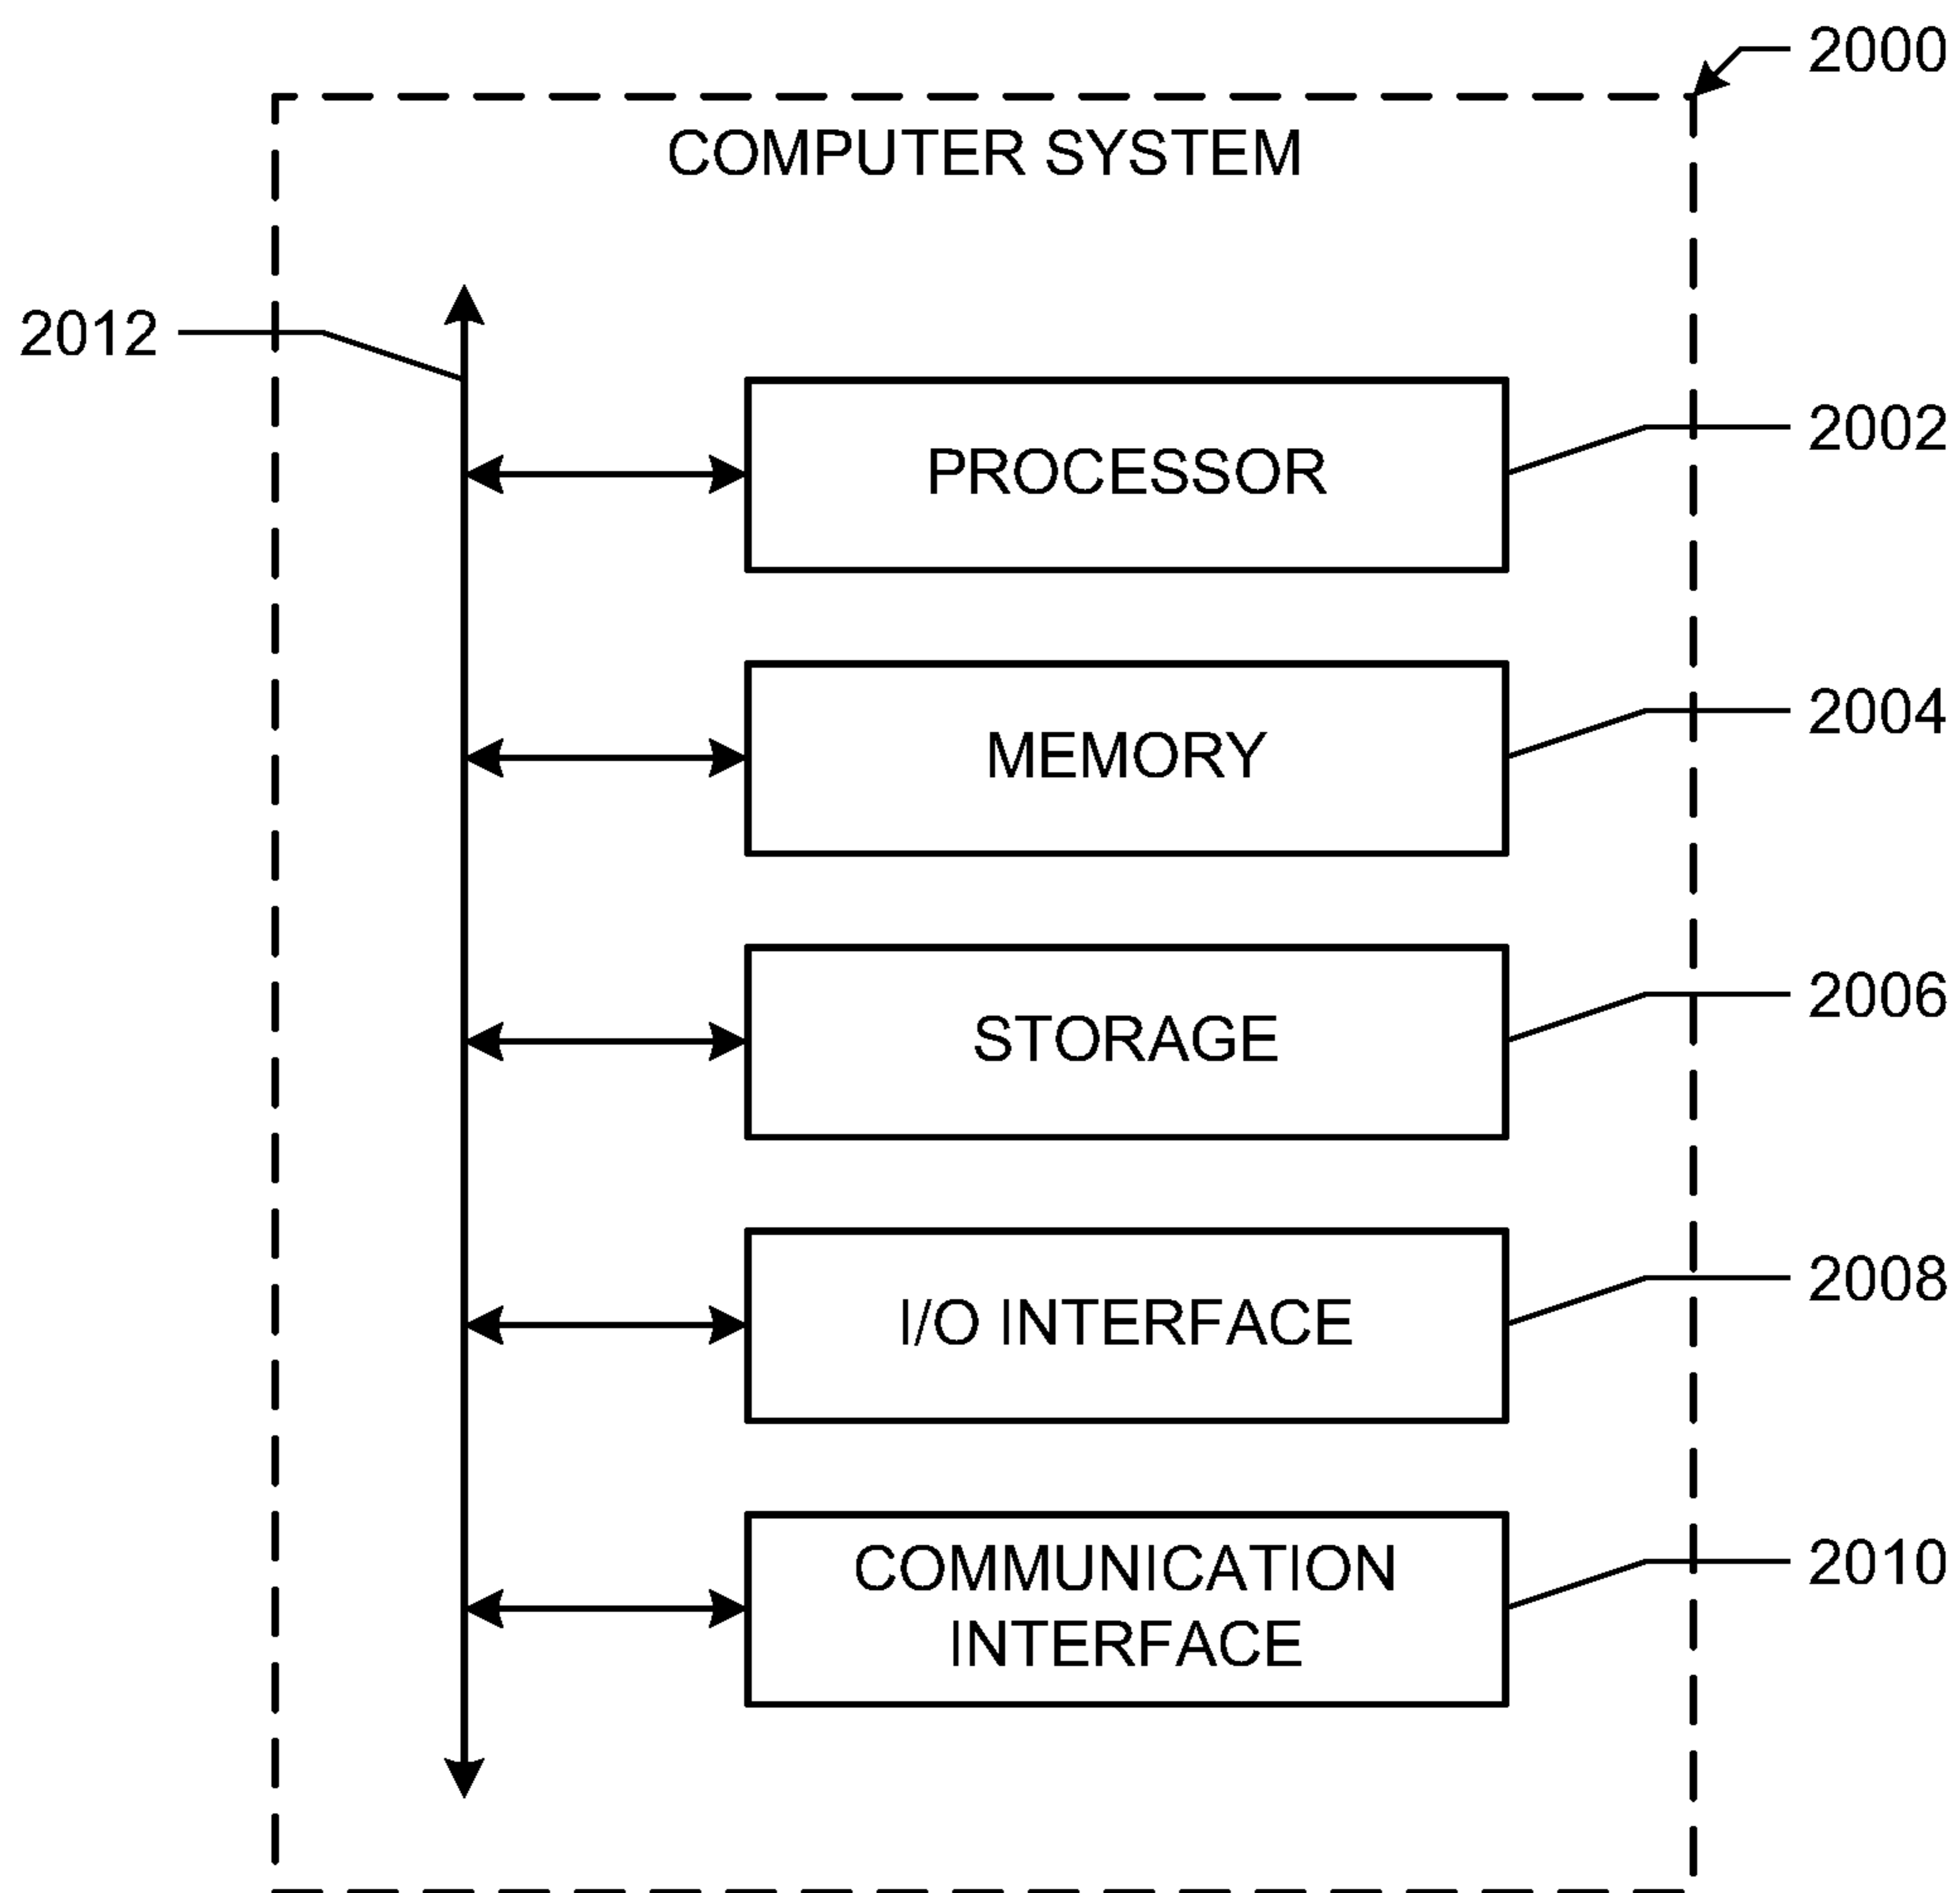 2000
COMPUTER SYSTEM
2012
2002
PROCESSOR
2004
MEMORY
2006
STORAGE
2008
I/O INTERFACE
2010
COMMUNICATION
INTERFACE